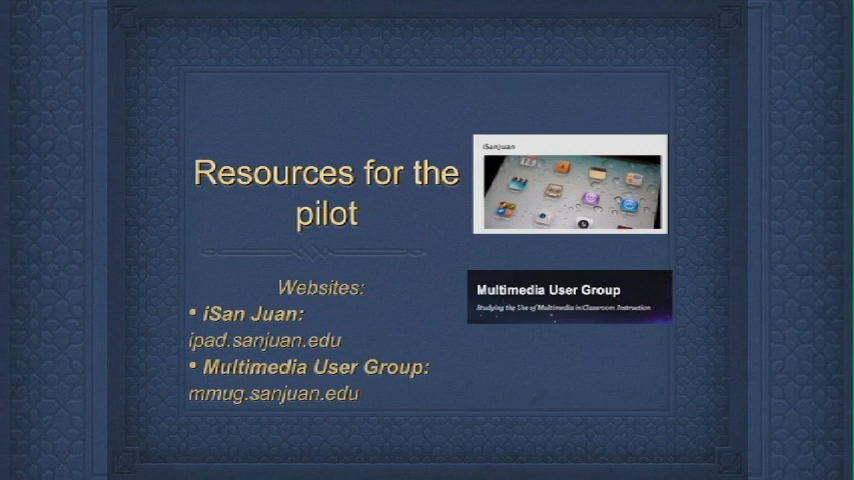 Resources for the
pilot
Websites:
• iSan Juan:
ipad.sanjuan.edu
• Multimedia User Group:
mmug.sanjuan.edu
iSanJuan
Multimedia User Group
Studying the Use of Multimedia in Classroom Instruction